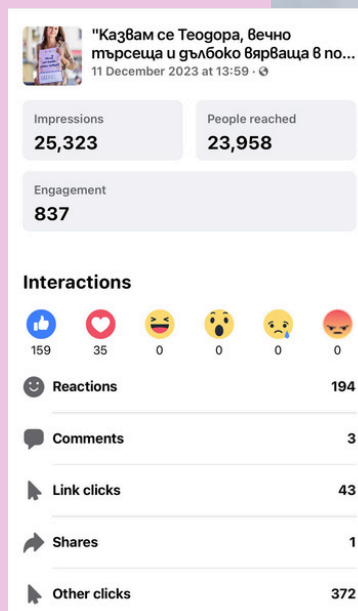 "Казвам се Теодора, вечно
търсеща и дълбоко вярваща в по...
11 December 2023 at 13:59 ·
Impressions
25,323
People reached
23,958
Engagement
837
Interactions
159 35 0 0 0 0
Reactions 194
Comments 3
Link clicks 43
Shares 1
Other clicks 372